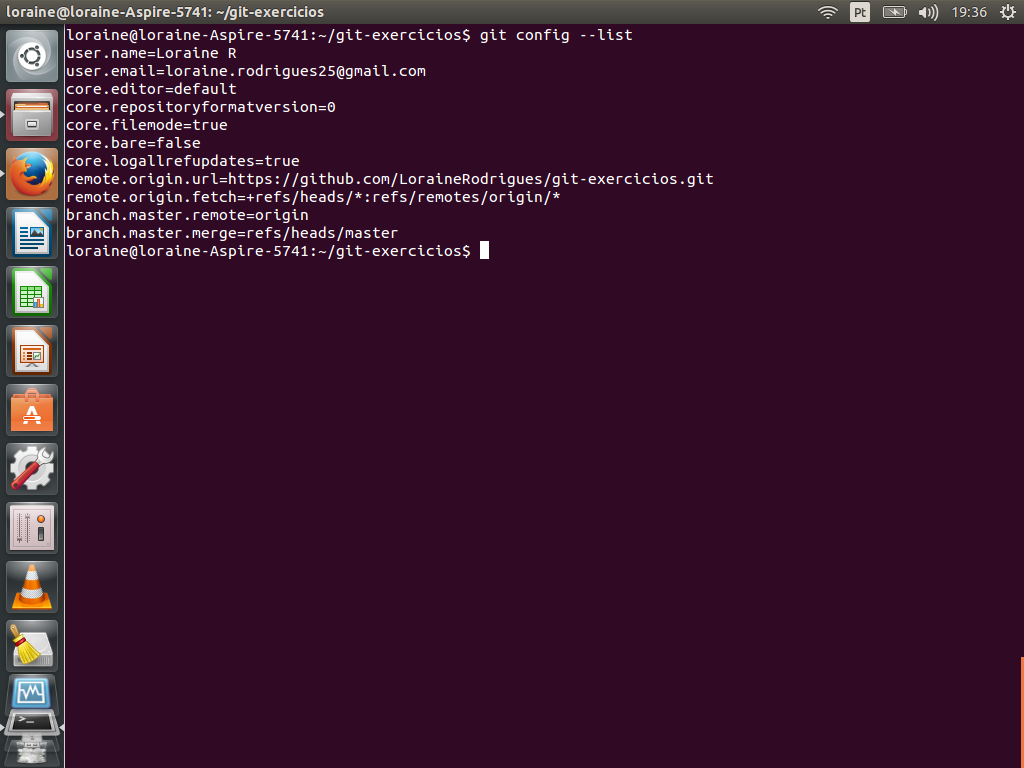 loraine@loraine-Aspire-5741: ~/git-exercicios
Pt
19:36
loraine@loraine-Aspire-5741:~/git-exercicios$ git config --list
user.name=Loraine R
user.email=loraine.rodrigues25@gmail.com
core.editor=default
core.repositoryformatversion=0
core.filemode=true
core.bare=false
core.logallrefupdates=true
remote.origin.url=https://github.com/LoraineRodrigues/git-exercicios.git
remote.origin.fetch=+refs/heads/*:refs/remotes/origin/*
branch.master.remote=origin
branch.master.merge=refs/heads/master
loraine@loraine-Aspire-5741:~/git-exercicios$